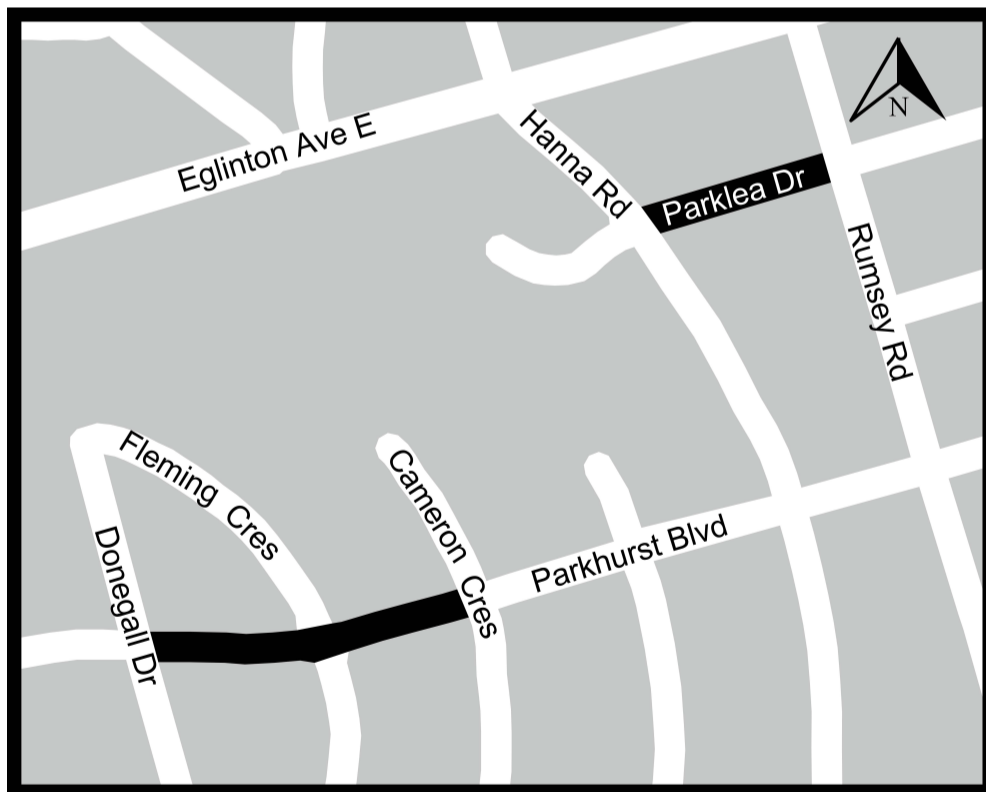 N
Eglinton Ave E
Hanna Rd
Parklea Dr
Rumsey Rd
Fleming Cres
Cameron Cres
Donegall Dr
Parkhurst Blvd